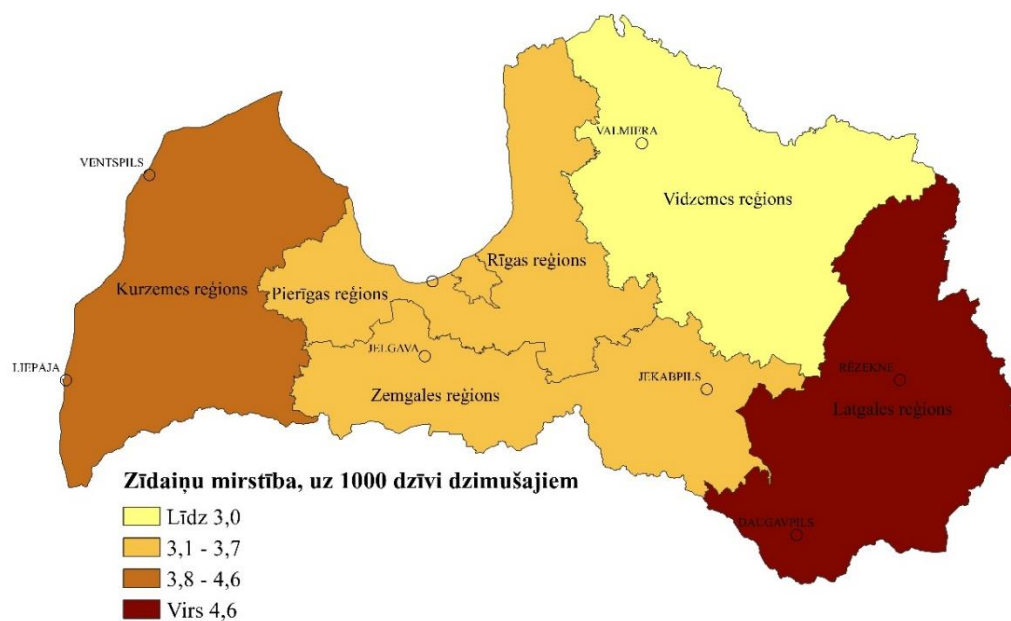 VALMIERA
VENTSPILS
Vidzemes reģions
Rīgas reģions
Kurzemes reģions
Pierīgas reģions
JELGAVA
LIEPĀJA
RĒZEKNE
JEKABPILS
Zemgales reģions
Latgales reģions
Zīdaiņu mirstība, uz 1000 dzīvi dzimušajiem
Līdz 3,0
3,1 - 3,7
3,8 - 4,6
Virs 4,6
DAUGAVPILS